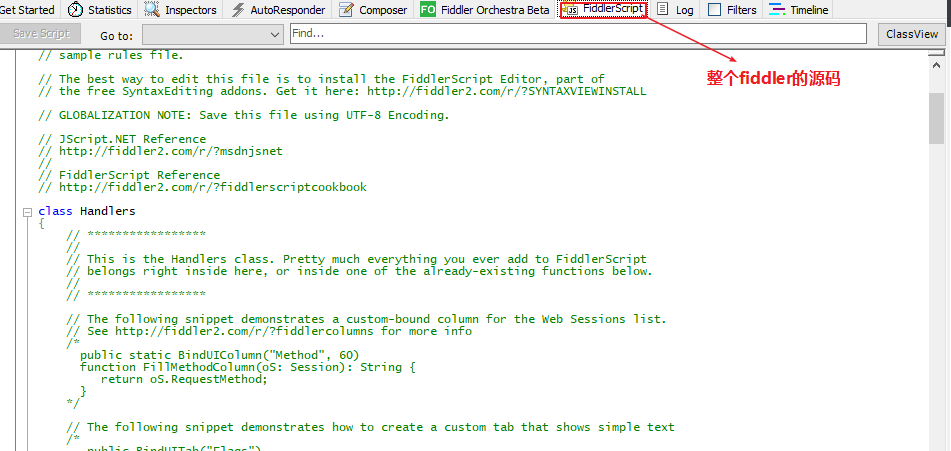 Get Started Statistics Inspectors AutoResponder Composer FO Fiddler Orchestra Beta JS FiddlerScript Log Filters Timeline
Save Script Go to: Find... ClassView
整个fiddler的源码
// sample rules file.
// The best way to edit this file is to install the FiddlerScript Editor, part of
// the free SyntaxEditing addons. Get it here: http://fiddler2.com/r/?SYNTAXVIEWINSTALL
// GLOBALIZATION NOTE: Save this file using UTF-8 Encoding.
// JScript.NET Reference
// http://fiddler2.com/r/?msdnjsnet
//
// FiddlerScript Reference
// http://fiddler2.com/r/?fiddlerscriptcookbook
class Handlers
{
// *****************
//
// This is the Handlers class. Pretty much everything you ever add to FiddlerScript
// belongs right inside here, or inside one of the already-existing functions below.
//
// *****************
// The following snippet demonstrates a custom-bound column for the Web Sessions list.
// See http://fiddler2.com/r/?fiddlercolumns for more info
/*
public static BindUIColumn("Method", 60)
function FillMethodColumn(oS: Session): String {
return oS.RequestMethod;
}
*/
// The following snippet demonstrates how to create a custom tab that shows simple text
/*
public BindUITab("Flags")